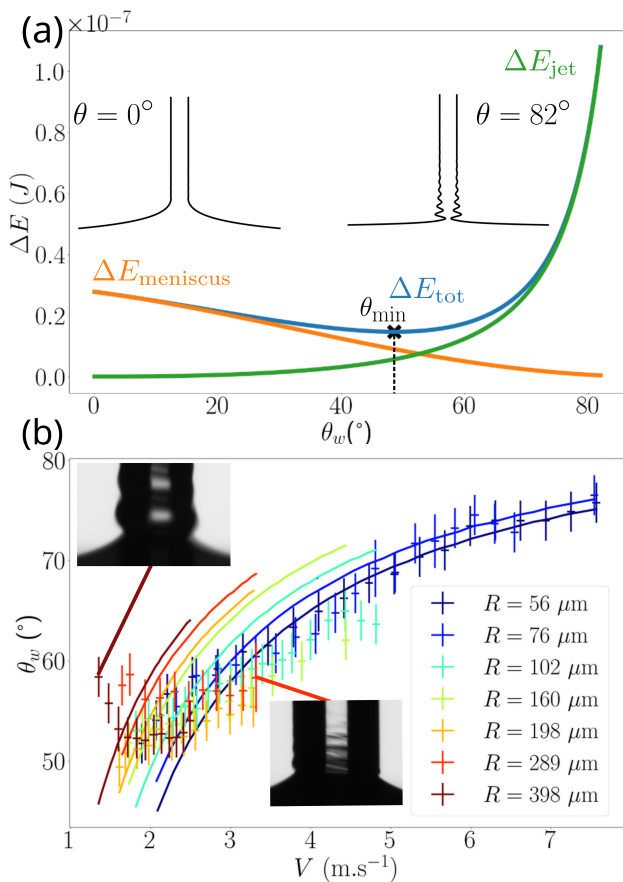 (a)
×10⁻⁷
1.0
0.8
0.6
0.4
0.2
0.0
ΔE (J)
θ = 0°
θ = 82°
ΔE_jet
ΔE_meniscus
ΔE_tot
θ_min
0 20 40 60 80
θ_w(°)
(b)
80
70
60
50
θ_w (°)
R = 56 μm
R = 76 μm
R = 102 μm
R = 160 μm
R = 198 μm
R = 289 μm
R = 398 μm
1 2 3 4 5 6 7
V (m.s⁻¹)